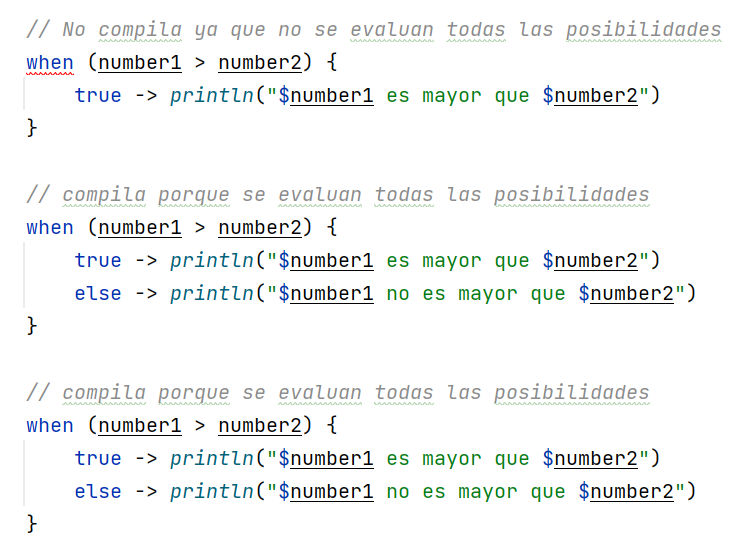 // No compila ya que no se evaluan todas las posibilidades
when (number1 > number2) {
    true -> println("$number1 es mayor que $number2")
}

// compila porque se evaluan todas las posibilidades
when (number1 > number2) {
    true -> println("$number1 es mayor que $number2")
    else -> println("$number1 no es mayor que $number2")
}

// compila porque se evaluan todas las posibilidades
when (number1 > number2) {
    true -> println("$number1 es mayor que $number2")
    else -> println("$number1 no es mayor que $number2")
}